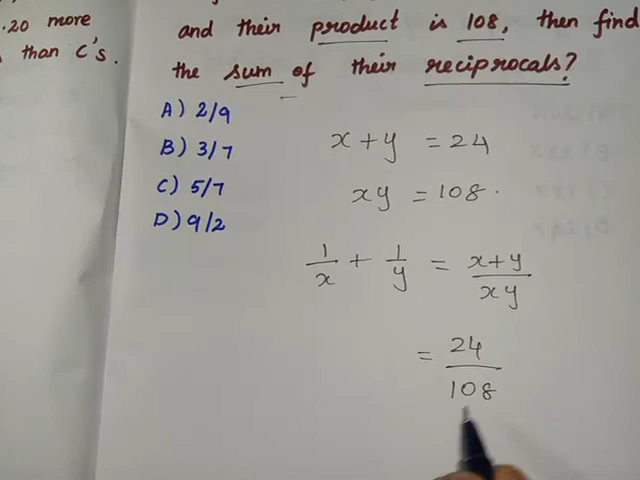 .20 more
than C's.
and their product is 108, then find
the sum of their reciprocals?
A) 2/9
B) 3/7
C) 5/7
D) 9/2
x + y = 24
xy = 108.
1/x + 1/y = x+y/xy
= 24/108